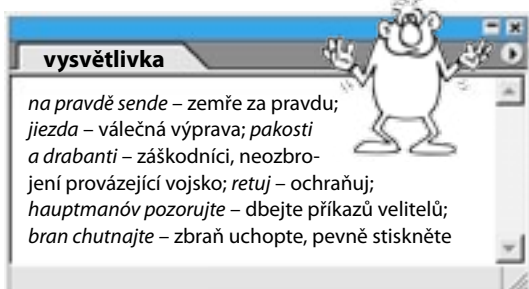 vysvětlivka
na pravdě sende – zemře za pravdu;
jiezda – válečná výprava; pakosti
a drabanti – záškodníci, neozbro-
jení provázející vojsko; retuj – ochraňuj;
hauptmanóv pozorujte – dbejte příkazů velitelů;
bran chutnajte – zbraň uchopte, pevně stiskněte